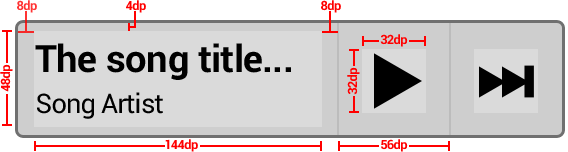 8dp 4dp 8dp
48dp
The song title...
Song Artist
32dp
32dp
144dp
56dp